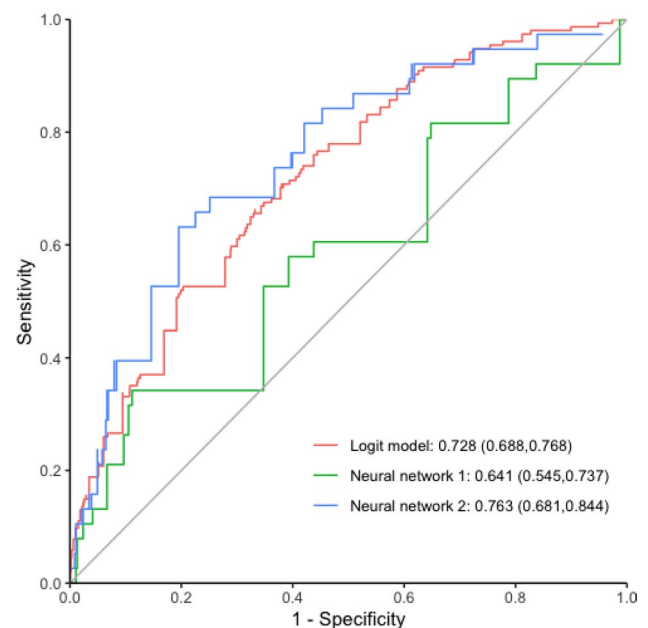 1.0
0.8
0.6
0.4
0.2
0.0
Sensitivity
Logit model: 0.728 (0.688,0.768)
Neural network 1: 0.641 (0.545,0.737)
Neural network 2: 0.763 (0.681,0.844)
0.0 0.2 0.4 0.6 0.8 1.0
1 - Specificity